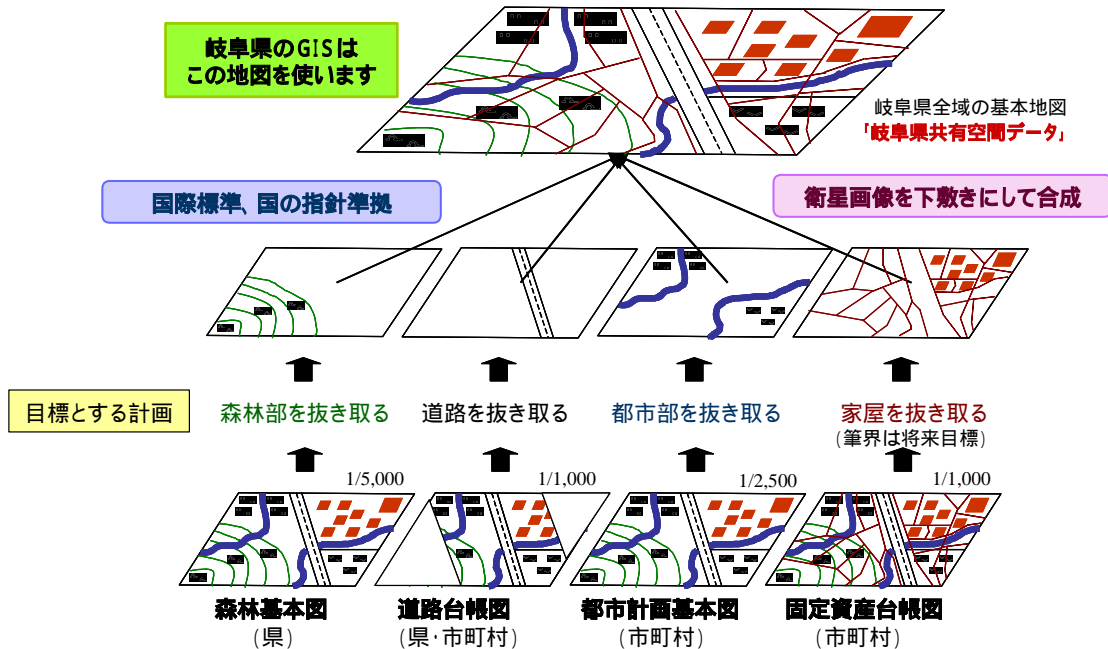 岐阜県のGISは
この地図を使います
岐阜県全域の基本地図
「岐阜県共有空間データ」
国際標準、国の指針準拠
衛星画像を下敷きにして合成
目標とする計画
森林部を抜き取る
道路を抜き取る
都市部を抜き取る
家屋を抜き取る
(筆界は将来目標)
1/5,000
1/1,000
1/2,500
1/1,000
森林基本図
(県)
道路台帳図
(県・市町村)
都市計画基本図
(市町村)
固定資産台帳図
(市町村)